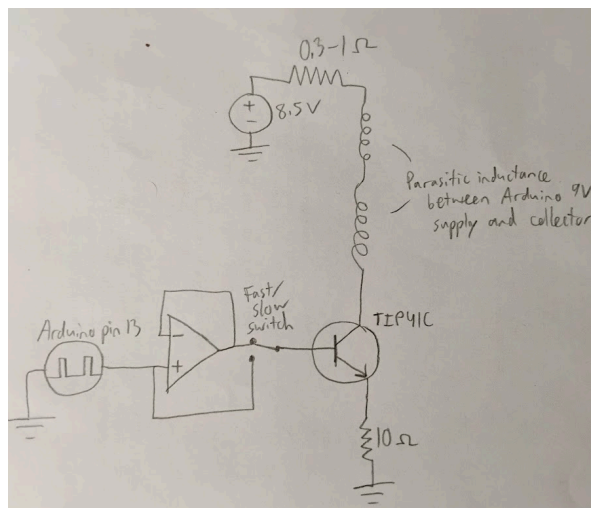 0.3-1Ω
+
-
8.5V
Parasitic inductance
between Arduino 9V
supply and collector
Fast/
slow
switch
Arduino pin 13
-
+
TIP41C
10Ω